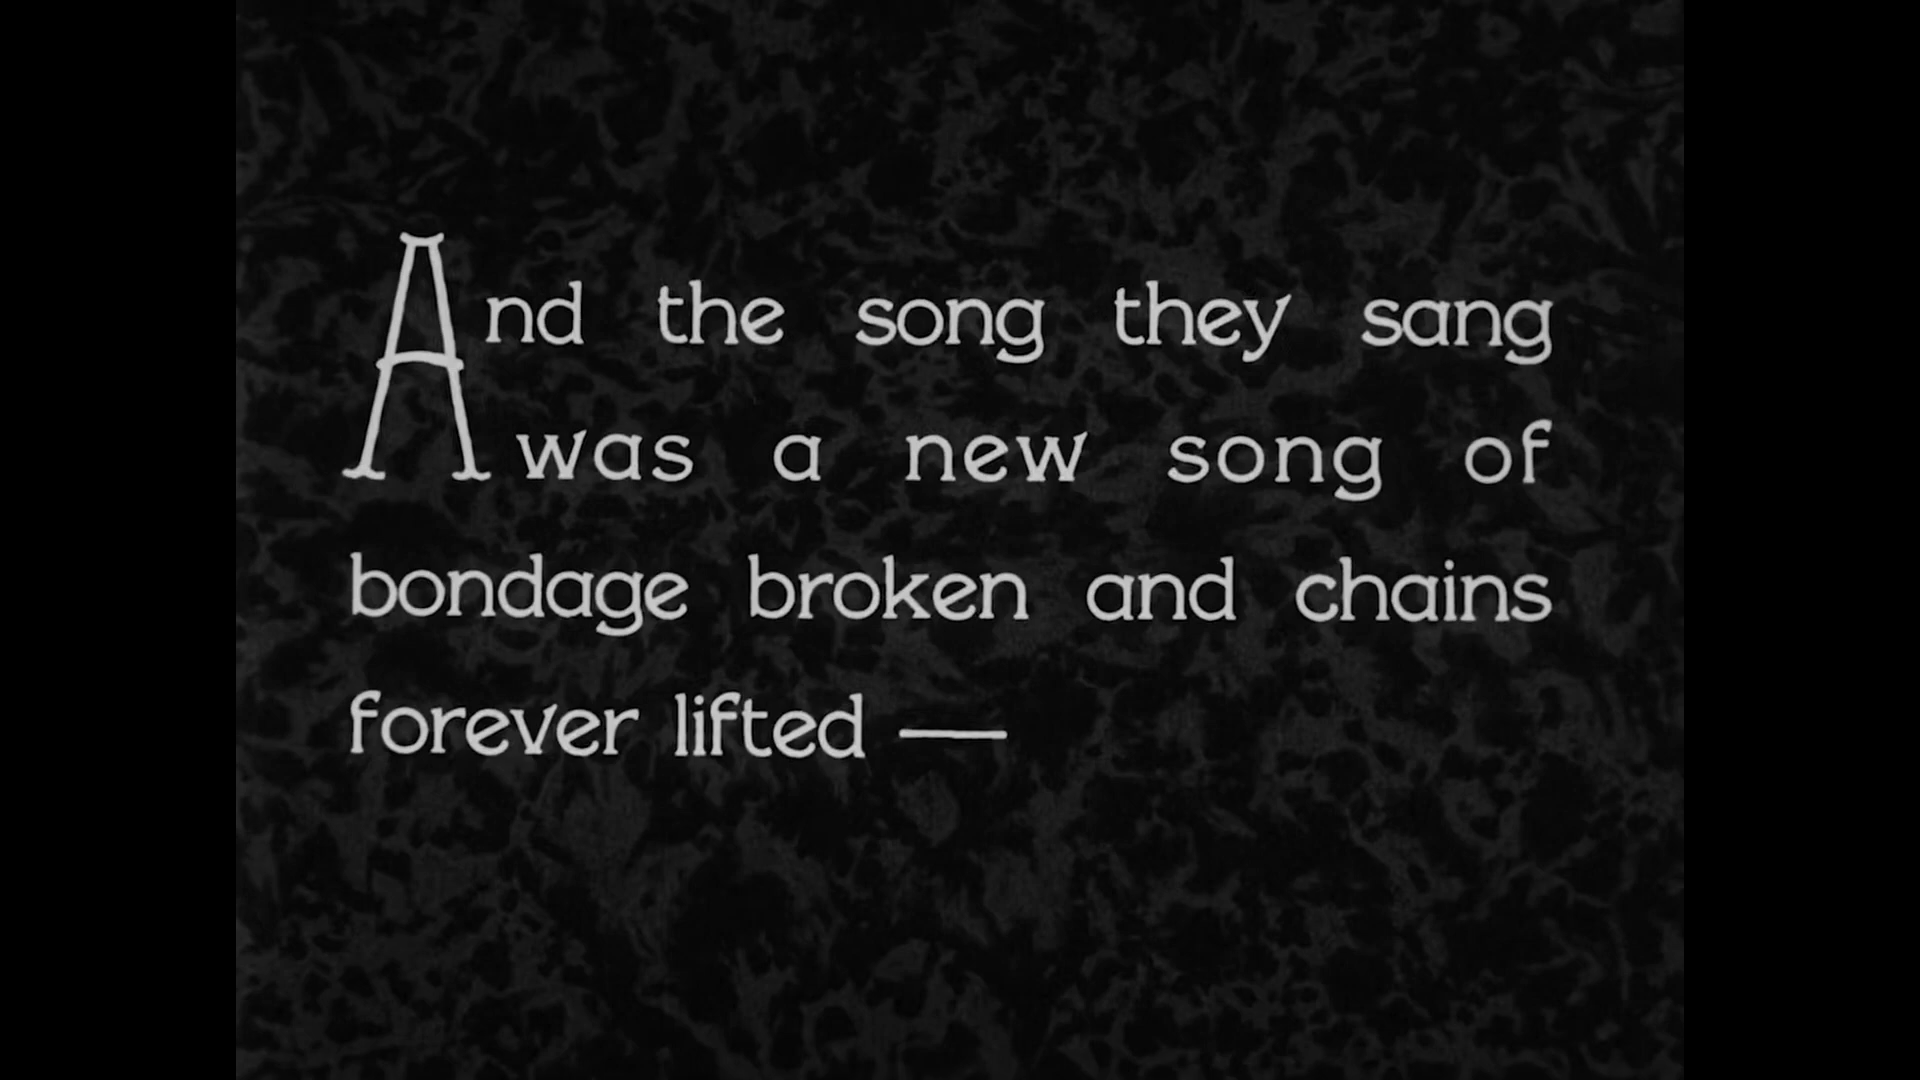 And the song they sang
was a new song of
bondage broken and chains
forever lifted —